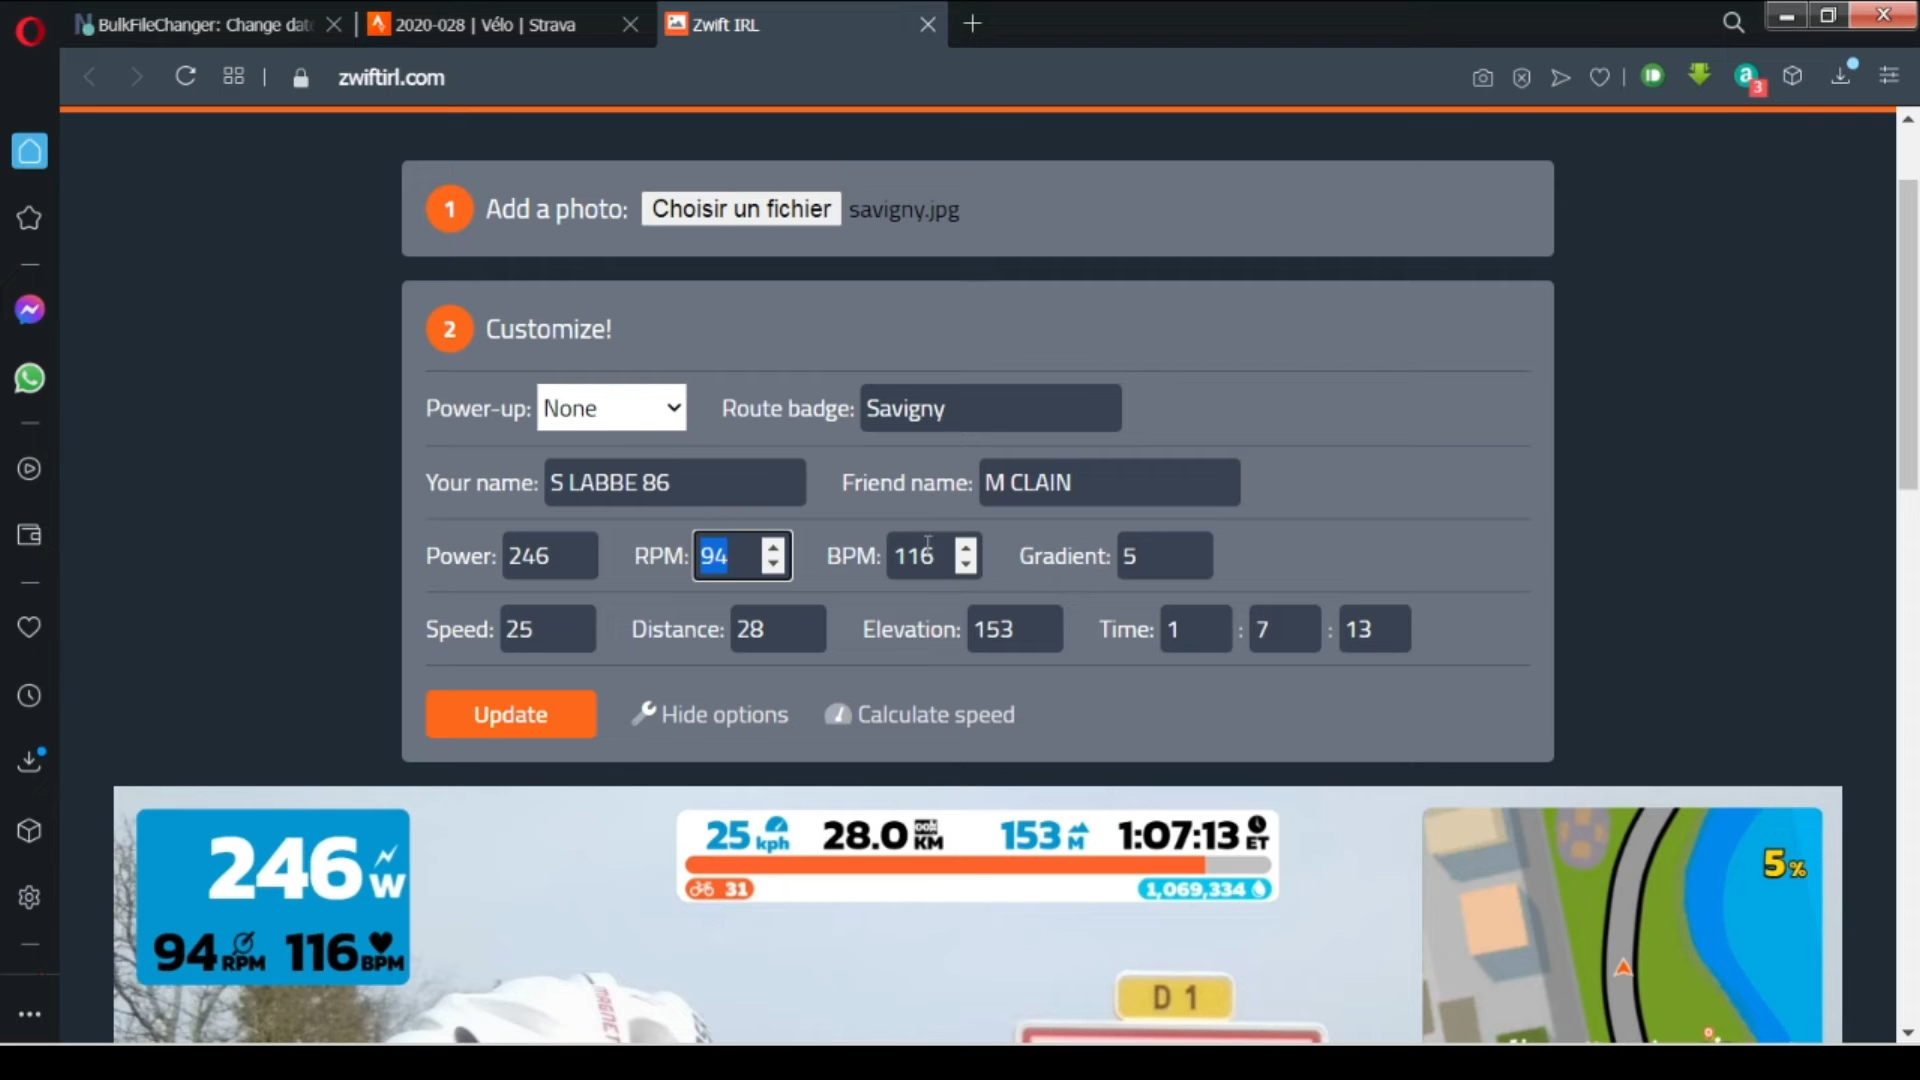 BulkFileChanger: Change dat
2020-028 | Vélo | Strava
Zwift IRL
zwiftirl.com
3
1 Add a photo: Choisir un fichier savigny.jpg
2 Customize!
Power-up: None Route badge: Savigny
Your name: S LABBE 86 Friend name: M CLAIN
Power: 246 RPM: 94 BPM: 116 Gradient: 5
Speed: 25 Distance: 28 Elevation: 153 Time: 1 : 7 : 13
Update Hide options Calculate speed
246 W
94 RPM 116 BPM
25 kph 28.0 KM 153 M 1:07:13 ET
31 1,069,334
5%
D 1